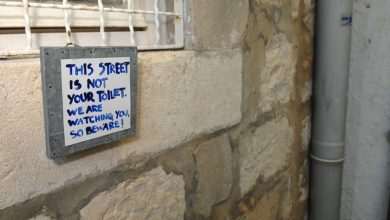 THIS STREET
IS NOT
YOUR TOILET.
WE ARE
WATCHING YOU,
SO BEWARE!